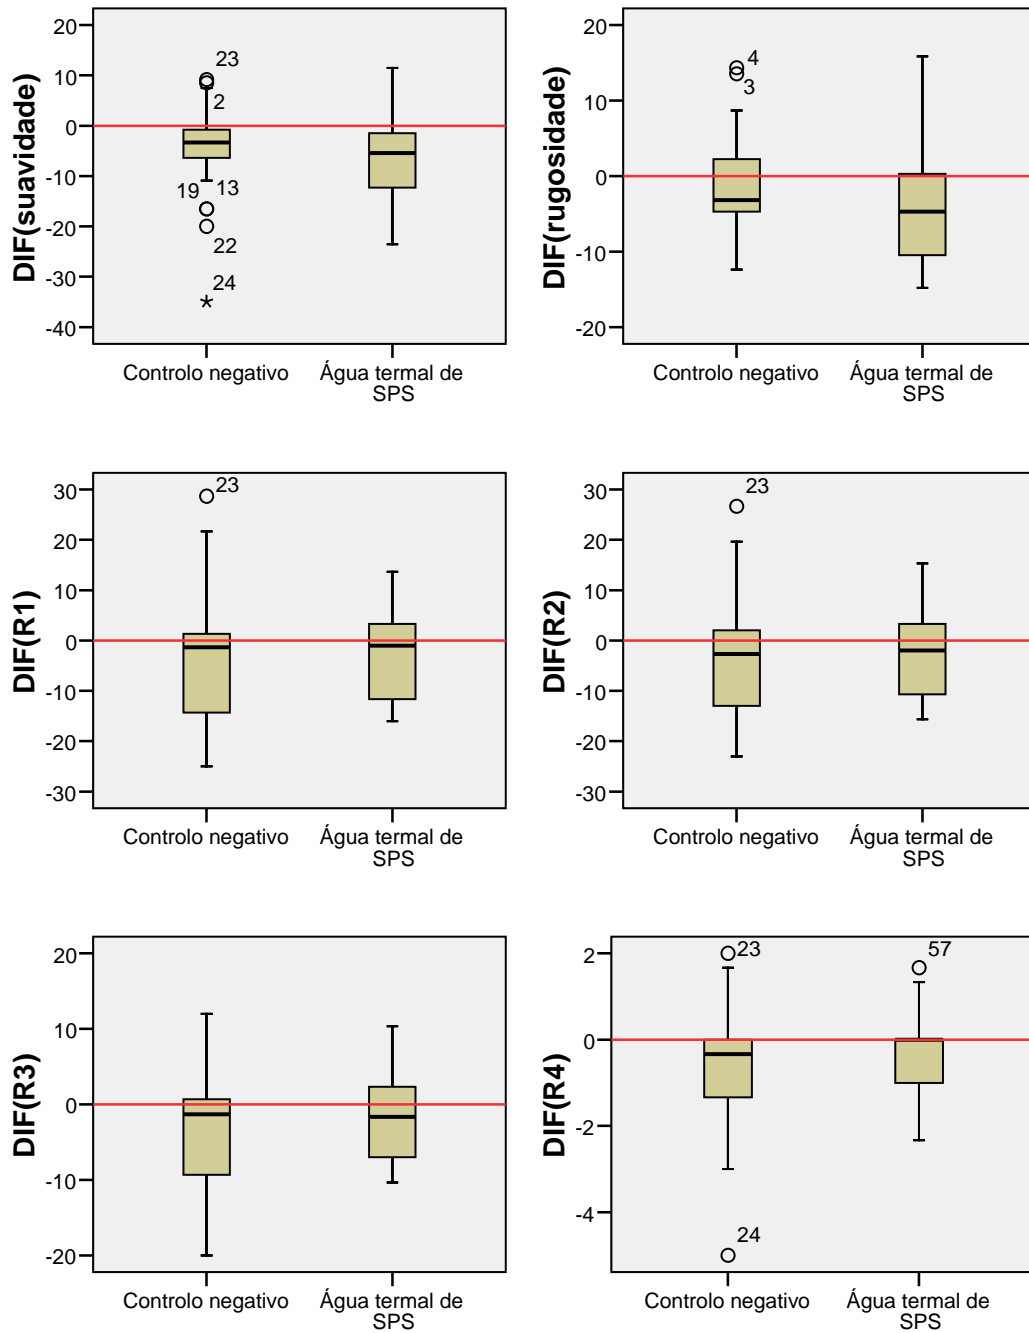 DIF(suavidade)
20
10
0
-10
-20
-30
-40
23
2
19 13
22
24
Controlo negativo
Água termal de
SPS
DIF(rugosidade)
20
10
0
-10
-20
4
3
Controlo negativo
Água termal de
SPS
DIF(R1)
30
20
10
0
-10
-20
-30
23
Controlo negativo
Água termal de
SPS
DIF(R2)
30
20
10
0
-10
-20
-30
23
Controlo negativo
Água termal de
SPS
DIF(R3)
20
10
0
-10
-20
Controlo negativo
Água termal de
SPS
DIF(R4)
2
0
-2
-4
23
57
24
Controlo negativo
Água termal de
SPS